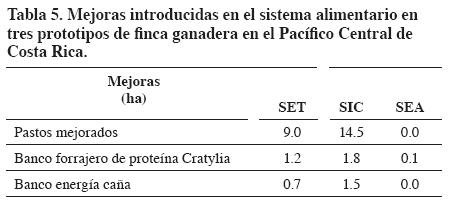 Tabla 5. Mejoras introducidas en el sistema alimentario en
tres prototipos de finca ganadera en el Pacífico Central de
Costa Rica.
Mejoras
(ha)
SET SIC SEA
Pastos mejorados 9.0 14.5 0.0
Banco forrajero de proteína Cratylia 1.2 1.8 0.1
Banco energía caña 0.7 1.5 0.0